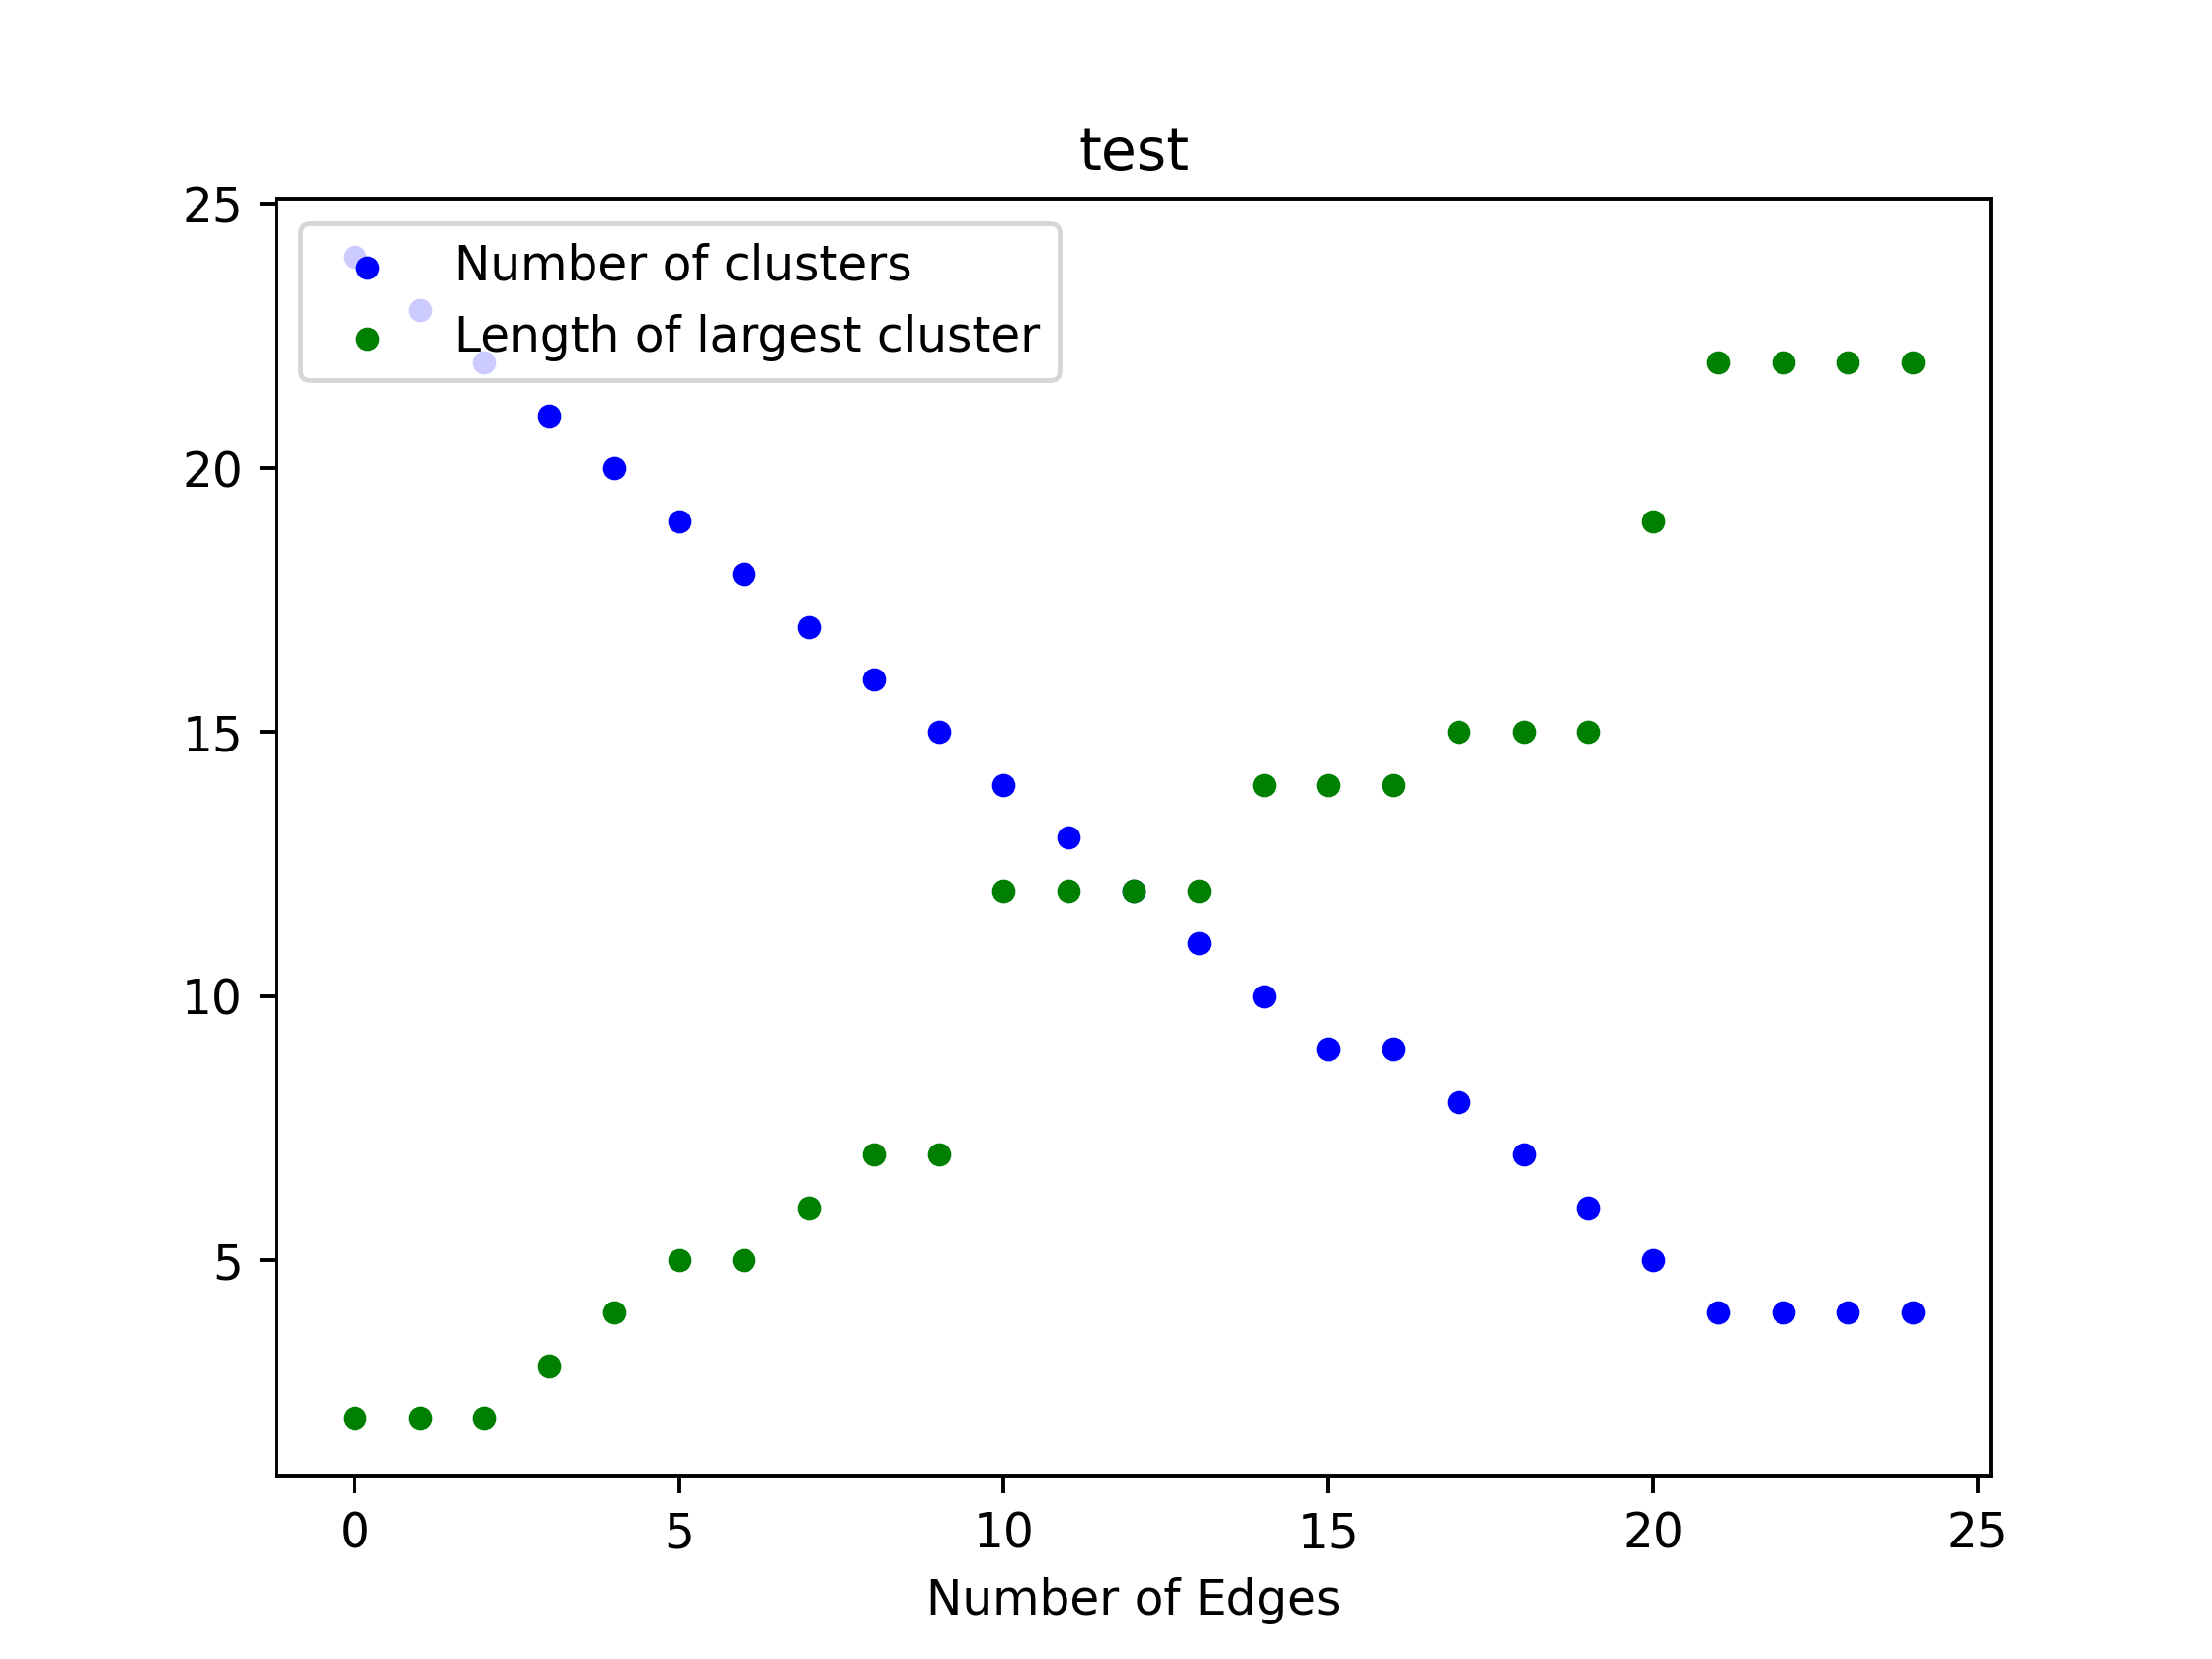 test
25
20
15
10
5
Number of clusters
Length of largest cluster
0 5 10 15 20 25
Number of Edges